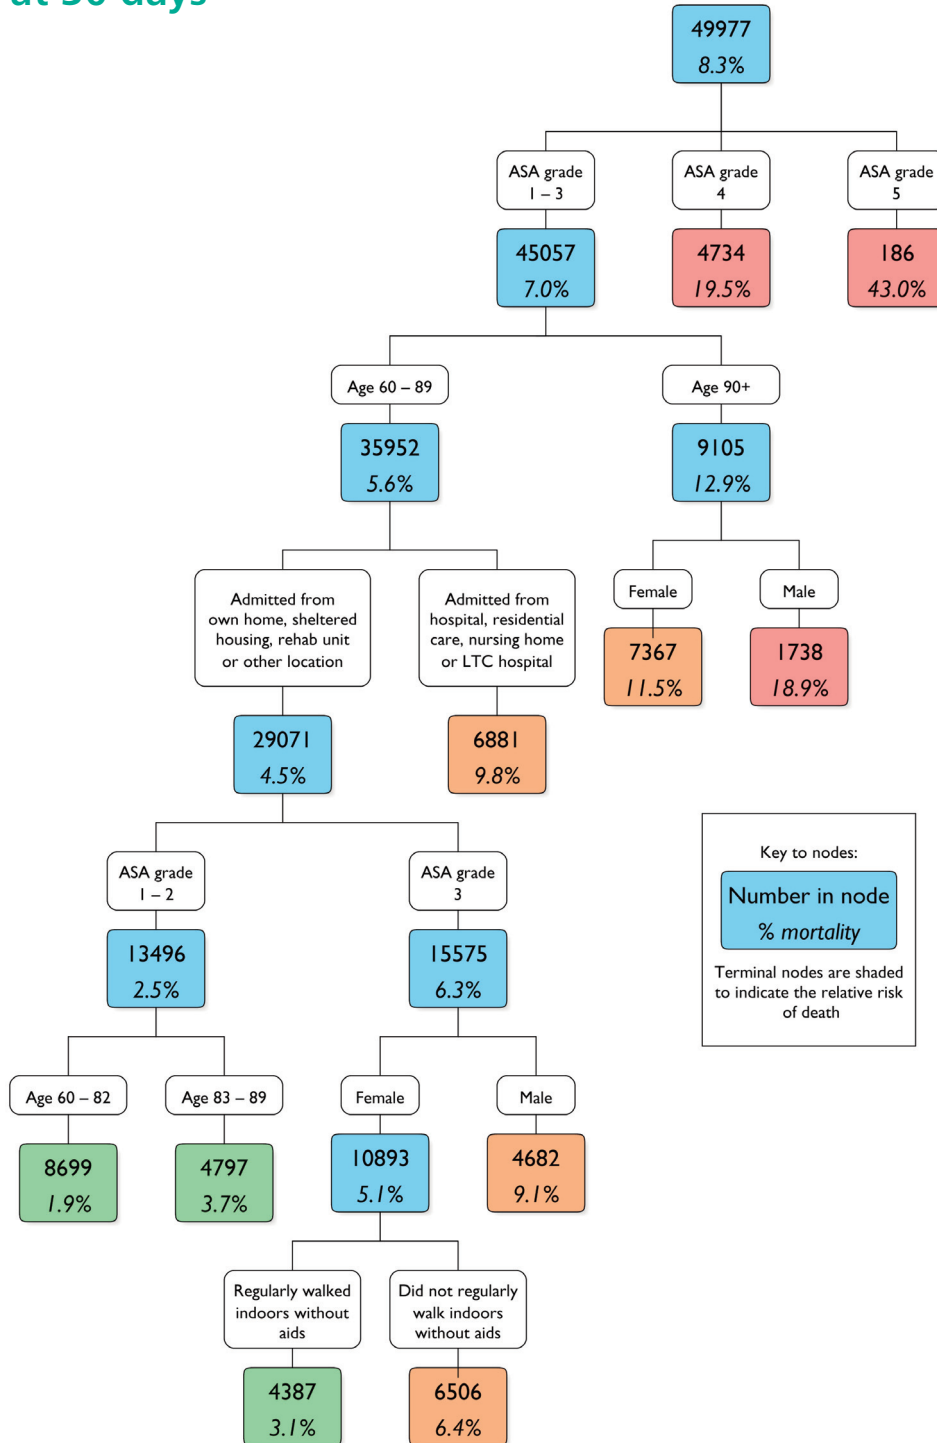 at 30 days
49977
8.3%
ASA grade
1 – 3
ASA grade
4
ASA grade
5
45057
7.0%
4734
19.5%
186
43.0%
Age 60 – 89
Age 90+
35952
5.6%
9105
12.9%
Admitted from
own home, sheltered
housing, rehab unit
or other location
Admitted from
hospital, residential
care, nursing home
or LTC hospital
Female
Male
7367
11.5%
1738
18.9%
29071
4.5%
6881
9.8%
Key to nodes:
Number in node
% mortality
Terminal nodes are shaded
to indicate the relative risk
of death
ASA grade
1 – 2
ASA grade
3
13496
2.5%
15575
6.3%
Age 60 – 82
Age 83 – 89
Female
Male
8699
1.9%
4797
3.7%
10893
5.1%
4682
9.1%
Regularly walked
indoors without
aids
Did not regularly
walk indoors
without aids
4387
3.1%
6506
6.4%